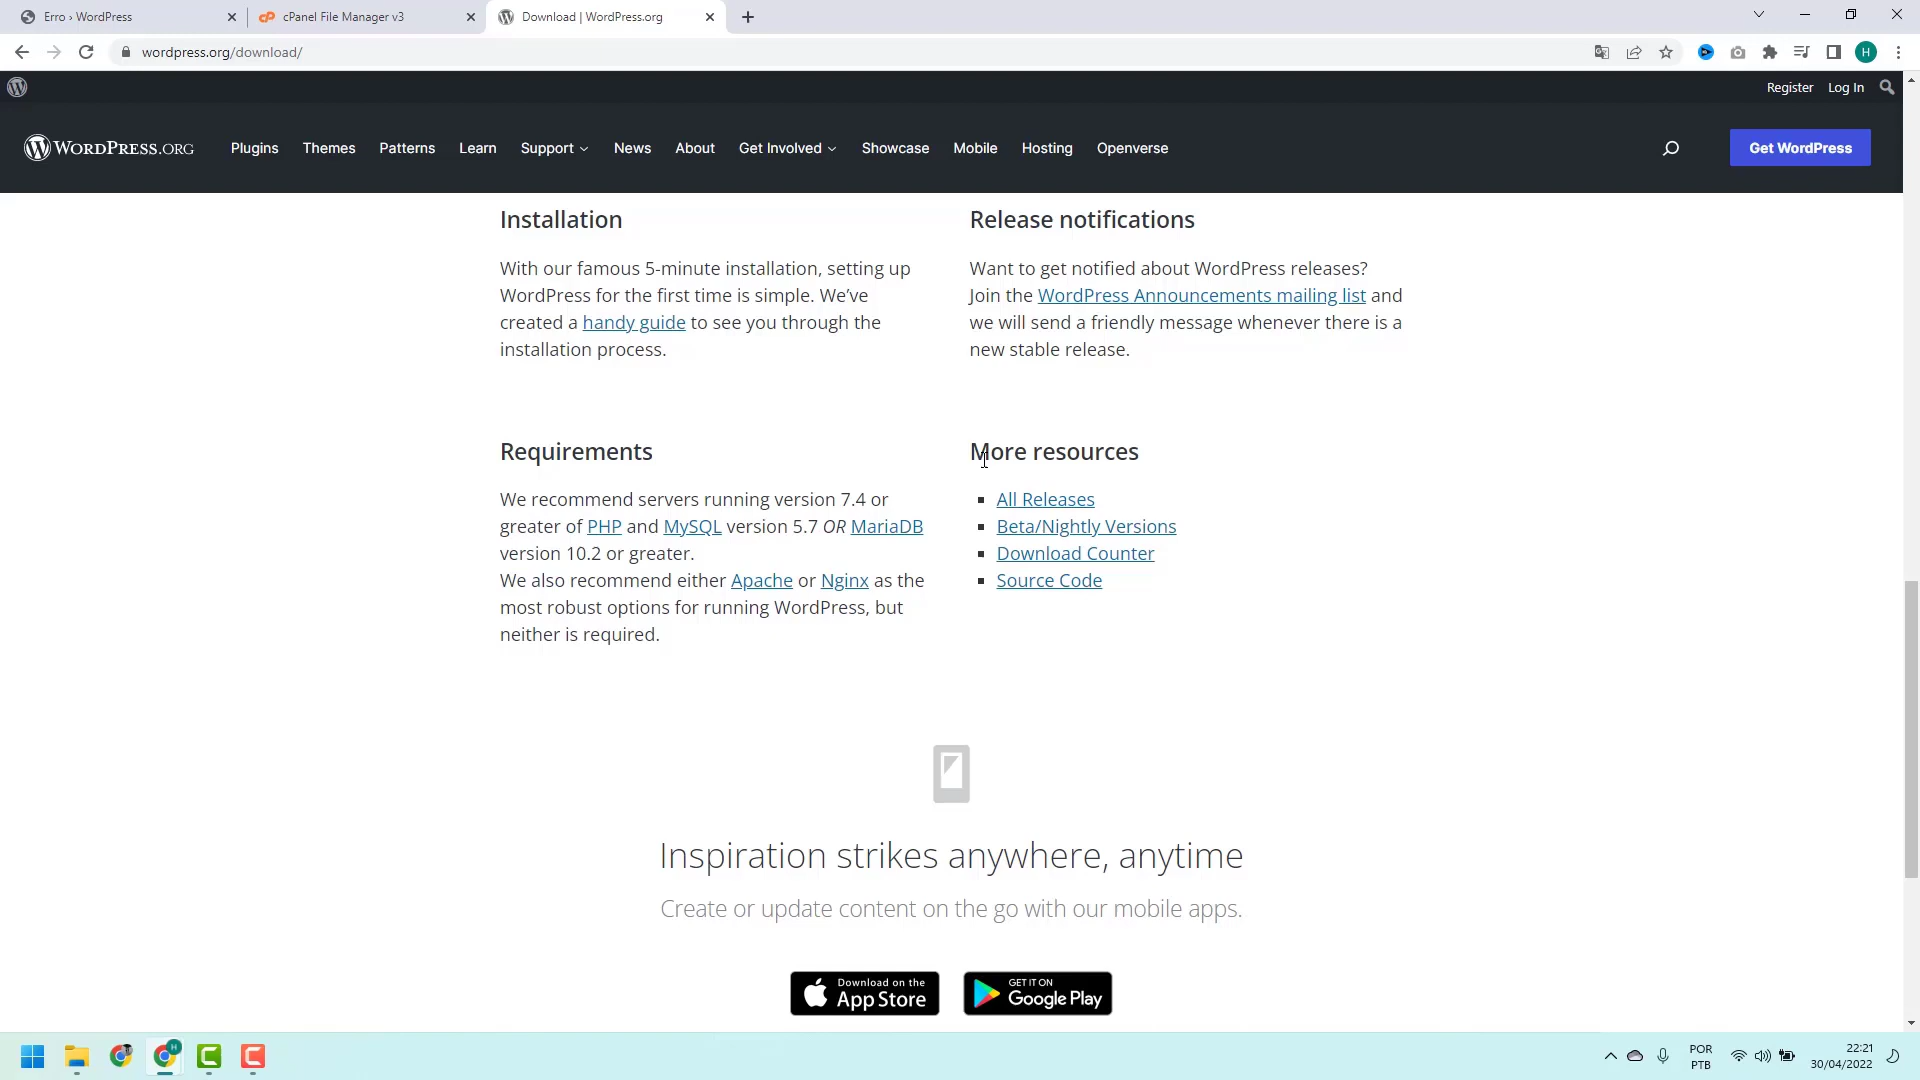 Erro › WordPress
cPanel File Manager v3
Download | WordPress.org
wordpress.org/download/
H
Register
Log In
WORDPRESS.ORG
Plugins
Themes
Patterns
Learn
Support
News
About
Get Involved
Showcase
Mobile
Hosting
Openverse
Get WordPress
Installation
With our famous 5-minute installation, setting up
WordPress for the first time is simple. We’ve
created a handy guide to see you through the
installation process.
Release notifications
Want to get notified about WordPress releases?
Join the WordPress Announcements mailing list and
we will send a friendly message whenever there is a
new stable release.
Requirements
We recommend servers running version 7.4 or
greater of PHP and MySQL version 5.7 OR MariaDB
version 10.2 or greater.
We also recommend either Apache or Nginx as the
most robust options for running WordPress, but
neither is required.
More resources
All Releases
Beta/Nightly Versions
Download Counter
Source Code
Inspiration strikes anywhere, anytime
Create or update content on the go with our mobile apps.
Download on the
App Store
GET IT ON
Google Play
H
POR
PTB
22:21
30/04/2022